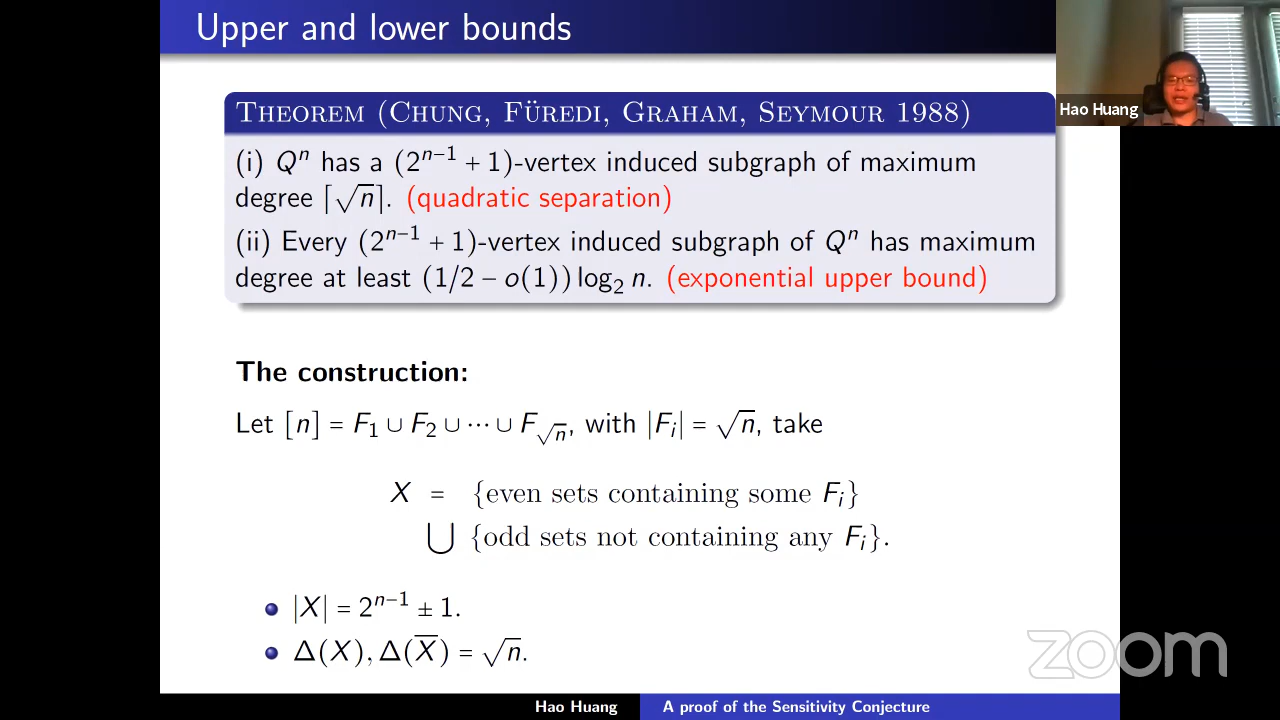 Upper and lower bounds
Hao Huang
THEOREM (CHUNG, FÜREDI, GRAHAM, SEYMOUR 1988)
(i) Qⁿ has a (2ⁿ⁻¹ + 1)-vertex induced subgraph of maximum
degree ⌈√n⌉. (quadratic separation)
(ii) Every (2ⁿ⁻¹ + 1)-vertex induced subgraph of Qⁿ has maximum
degree at least (1/2 − o(1)) log₂ n. (exponential upper bound)
The construction:
Let [n] = F₁ ∪ F₂ ∪ ⋯ ∪ F_√n, with |Fᵢ| = √n, take
X = {even sets containing some Fᵢ}
⋃ {odd sets not containing any Fᵢ}.
|X| = 2ⁿ⁻¹ ± 1.
Δ(X), Δ(X̅) = √n.
zoom
Hao Huang A proof of the Sensitivity Conjecture